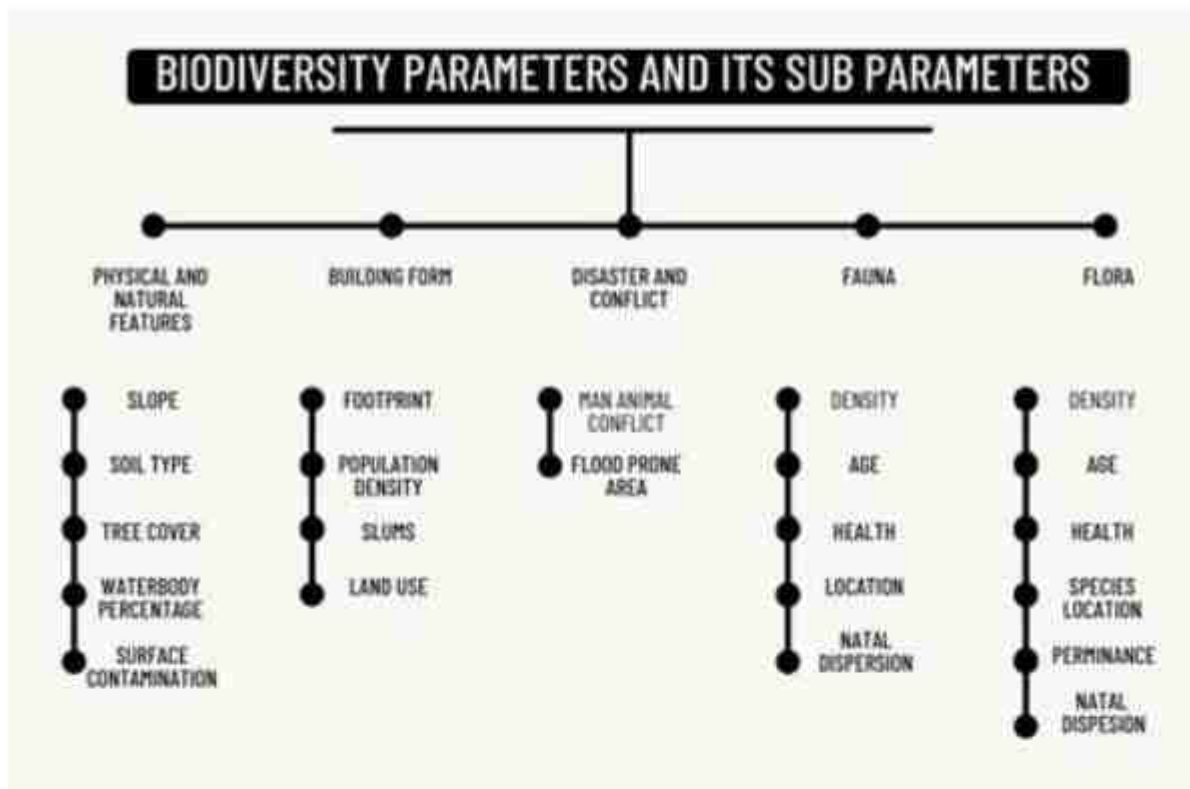 BIODIVERSITY PARAMETERS AND ITS SUB PARAMETERS
PHYSICAL AND
NATURAL
FEATURES
SLOPE
SOIL TYPE
TREE COVER
WATERBODY
PERCENTAGE
SURFACE
CONTAMINATION
BUILDING FORM
FOOTPRINT
POPULATION
DENSITY
SLUMS
LAND USE
DISASTER AND
CONFLICT
MAN ANIMAL
CONFLICT
FLOOD PRONE
AREA
FAUNA
DENSITY
AGE
HEALTH
LOCATION
NATAL
DISPERSION
FLORA
DENSITY
AGE
HEALTH
SPECIES
LOCATION
PERMINANCE
NATAL
DISPESION